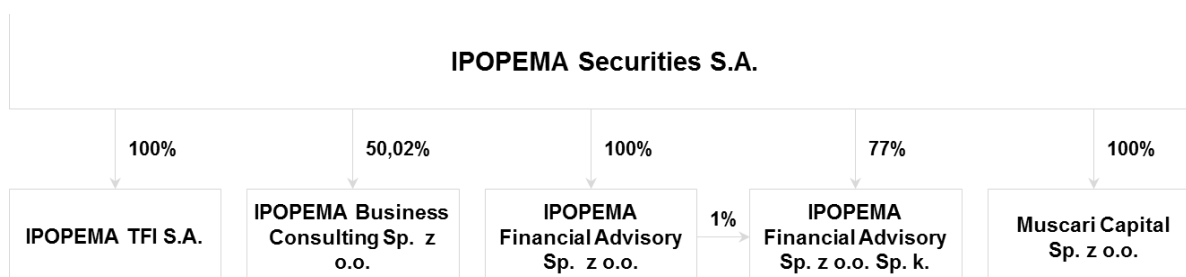 IPOPEMA Securities S.A.
100%
50,02%
100%
77%
100%
IPOPEMA TFI S.A.
IPOPEMA Business
Consulting Sp. z
o.o.
IPOPEMA
Financial Advisory
Sp. z o.o.
1%
IPOPEMA
Financial Advisory
Sp. z o.o. Sp. k.
Muscari Capital
Sp. z o.o.